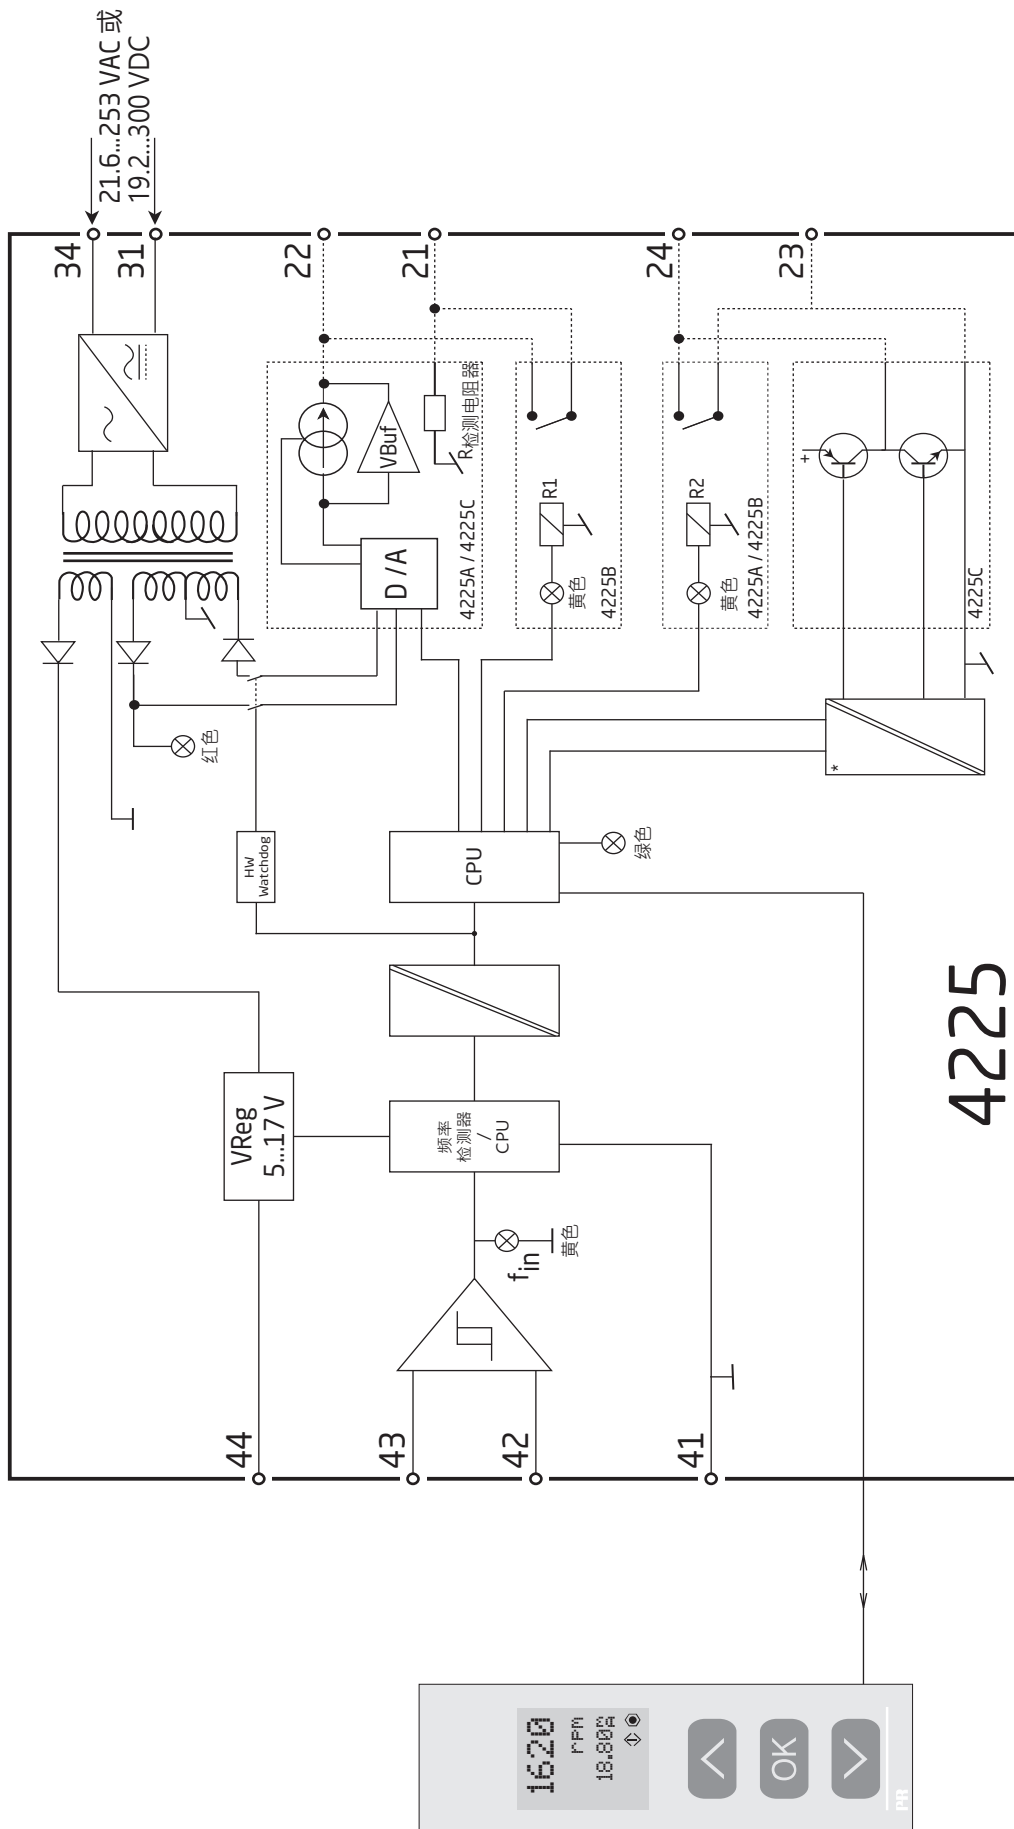 21.6...253 VAC 或
19.2...300 VDC
34
31
22
21
24
23
VBuf
R检测电阻器
D /A
4225A / 4225C
R1
黄色
4225B
R2
黄色
4225A / 4225B
+
4225C
红色
HW
Watchdog
CPU
绿色
*
VReg
5...17 V
频率
检测器
/
CPU
fin
黄色
4225
44
43
42
41
1620
rpm
18.80mA
OK
PR